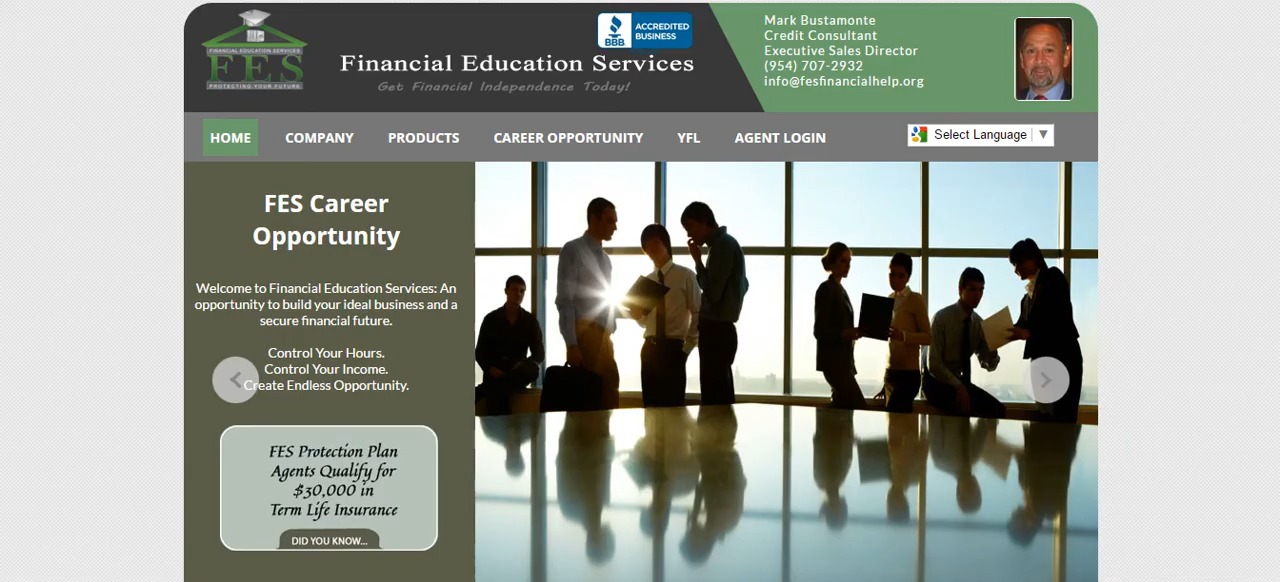 FINANCIAL EDUCATION SERVICES
FES
PROTECTING YOUR FUTURE
BBB.
ACCREDITED
BUSINESS
Financial Education Services
Get Financial Independence Today!
Mark Bustamonte
Credit Consultant
Executive Sales Director
(954) 707-2932
info@fesfinancialhelp.org
HOME COMPANY PRODUCTS CAREER OPPORTUNITY YFL AGENT LOGIN
Select Language ▼
FES Career
Opportunity
Welcome to Financial Education Services: An
opportunity to build your ideal business and a
secure financial future.
Control Your Hours.
Control Your Income.
Create Endless Opportunity.
FES Protection Plan
Agents Qualify for
$30,000 in
Term Life Insurance
DID YOU KNOW...